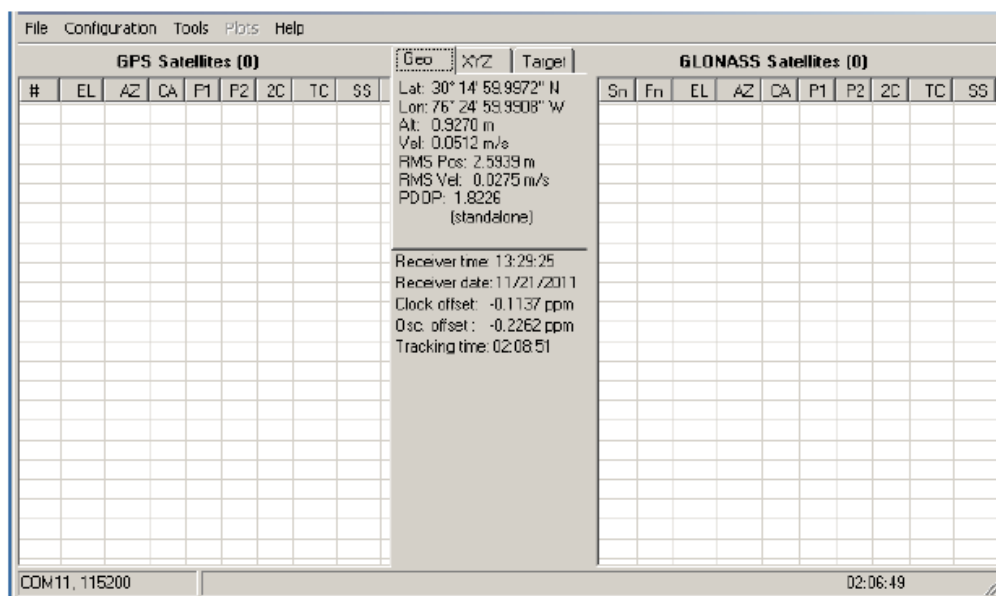 File Configuration Tools Plots Help
GPS Satellites (0)
# EL AZ CA P1 P2 2C TC SS
Geo XYZ Target
Lat: 30° 14' 59.9972" N
Lon: 76° 24' 59.9908" W
Alt: 0.9270 m
Vel: 0.0512 m/s
RMS Pos: 2.5939 m
RMS Vel: 0.0275 m/s
PDOP: 1.8226
(standalone)
Receiver time: 13:29:25
Receiver date: 11/21/2011
Clock offset: -0.1137 ppm
Osc. offset: -0.2262 ppm
Tracking time: 02:08:51
GLONASS Satellites (0)
Sn Fn EL AZ CA P1 P2 2C TC SS
COM11, 115200
02:06:49